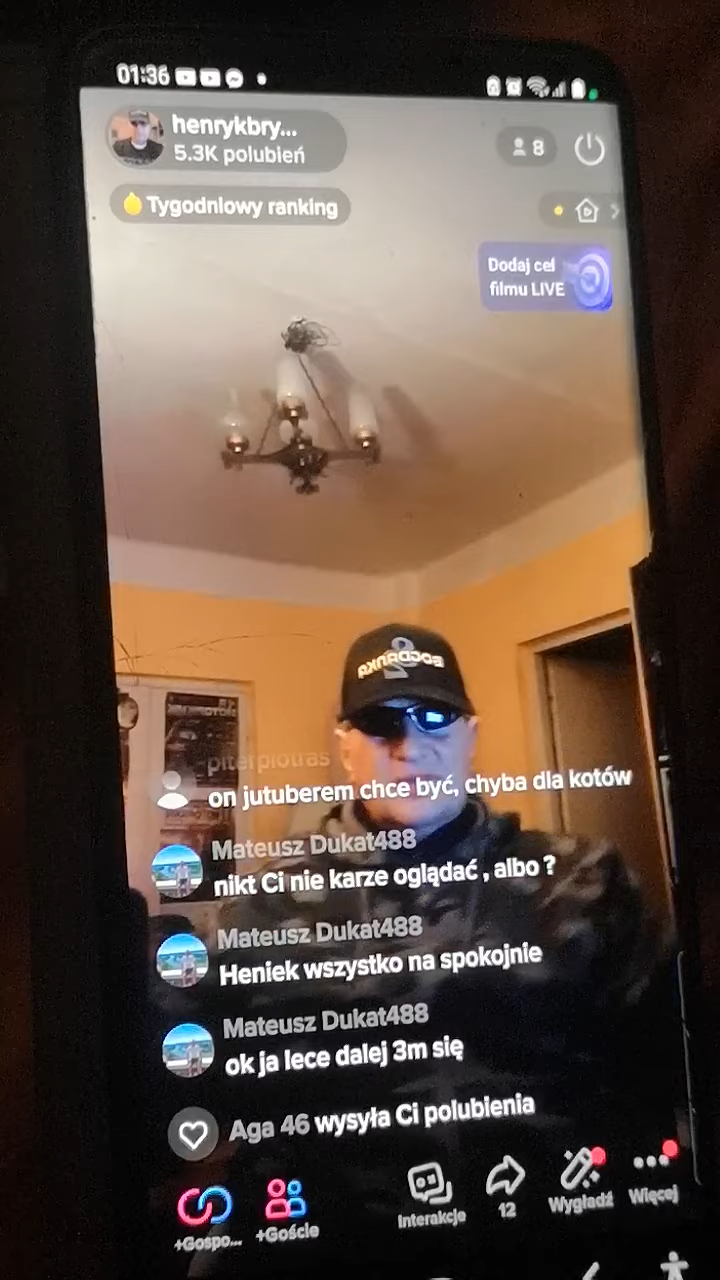 01:36
henrykbry...
5.3K polubień
8
Tygodniowy ranking
Dodaj cel
filmu LIVE
piterpiotras
on jutuberem chce być, chyba dla kotów
Mateusz Dukat488
nikt Ci nie karze oglądać , albo ?
Mateusz Dukat488
Heniek wszystko na spokojnie
Mateusz Dukat488
ok ja lece dalej 3m się
Aga 46 wysyła Ci polubienia
+Gospo...
+Goście
Interakcje
12
Wygładź
Więcej